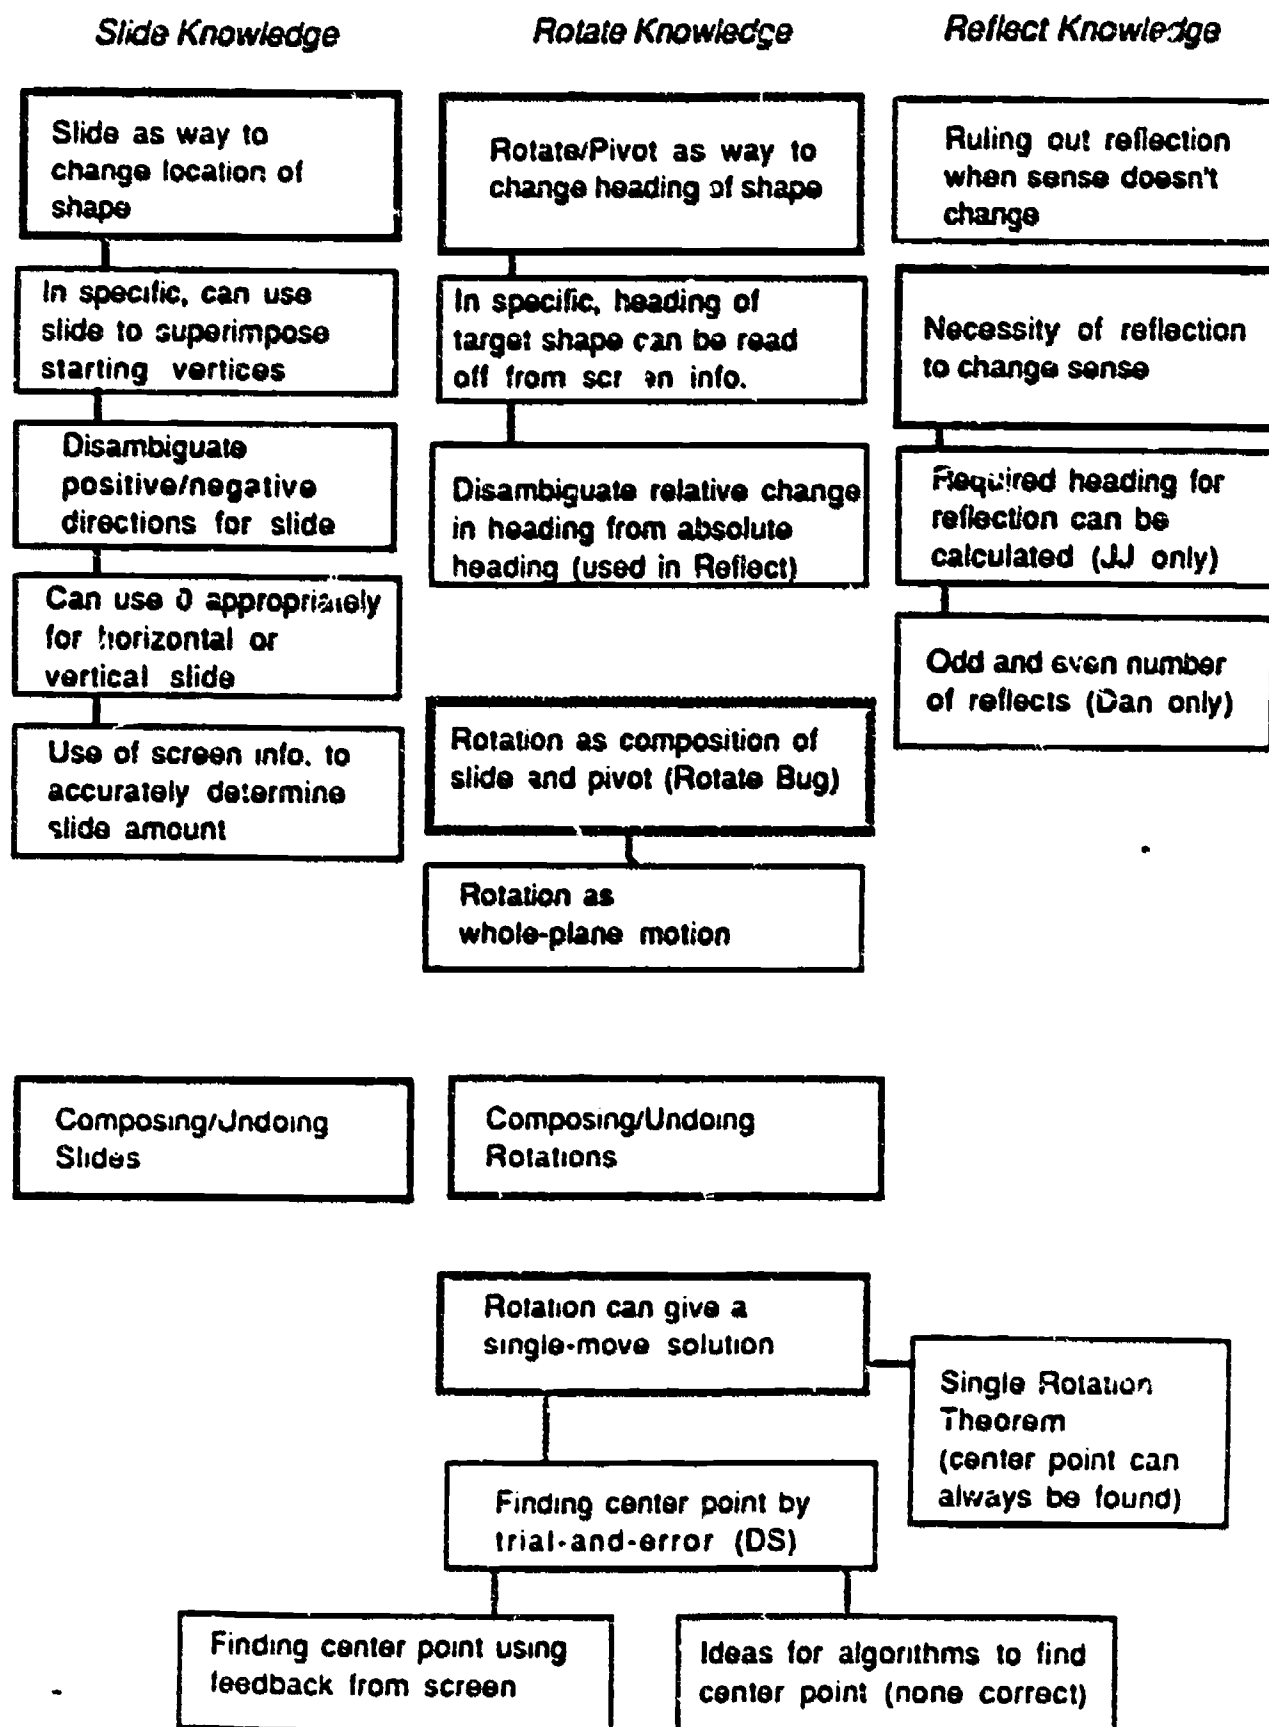 Slide Knowledge
Rotate Knowledge
Reflect Knowledge
Slide as way to
change location of
shape
In specific, can use
slide to superimpose
starting vertices
Disambiguate
positive/negative
directions for slide
Can use 0 appropriately
for horizontal or
vertical slide
Use of screen info. to
accurately determine
slide amount
Rotate/Pivot as way to
change heading of shape
In specific, heading of
target shape can be read
off from scr en info.
Disambiguate relative change
in heading from absolute
heading (used in Reflect)
Rotation as composition of
slide and pivot (Rotate Bug)
Rotation as
whole-plane motion
Ruling out reflection
when sense doesn't
change
Necessity of reflection
to change sense
Required heading for
reflection can be
calculated (JJ only)
Odd and even number
of reflects (Dan only)
Composing/Undoing
Slides
Composing/Undoing
Rotations
Rotation can give a
single-move solution
Single Rotation
Theorem
(center point can
always be found)
Finding center point by
trial-and-error (DS)
Finding center point using
feedback from screen
Ideas for algorithms to find
center point (none correct)